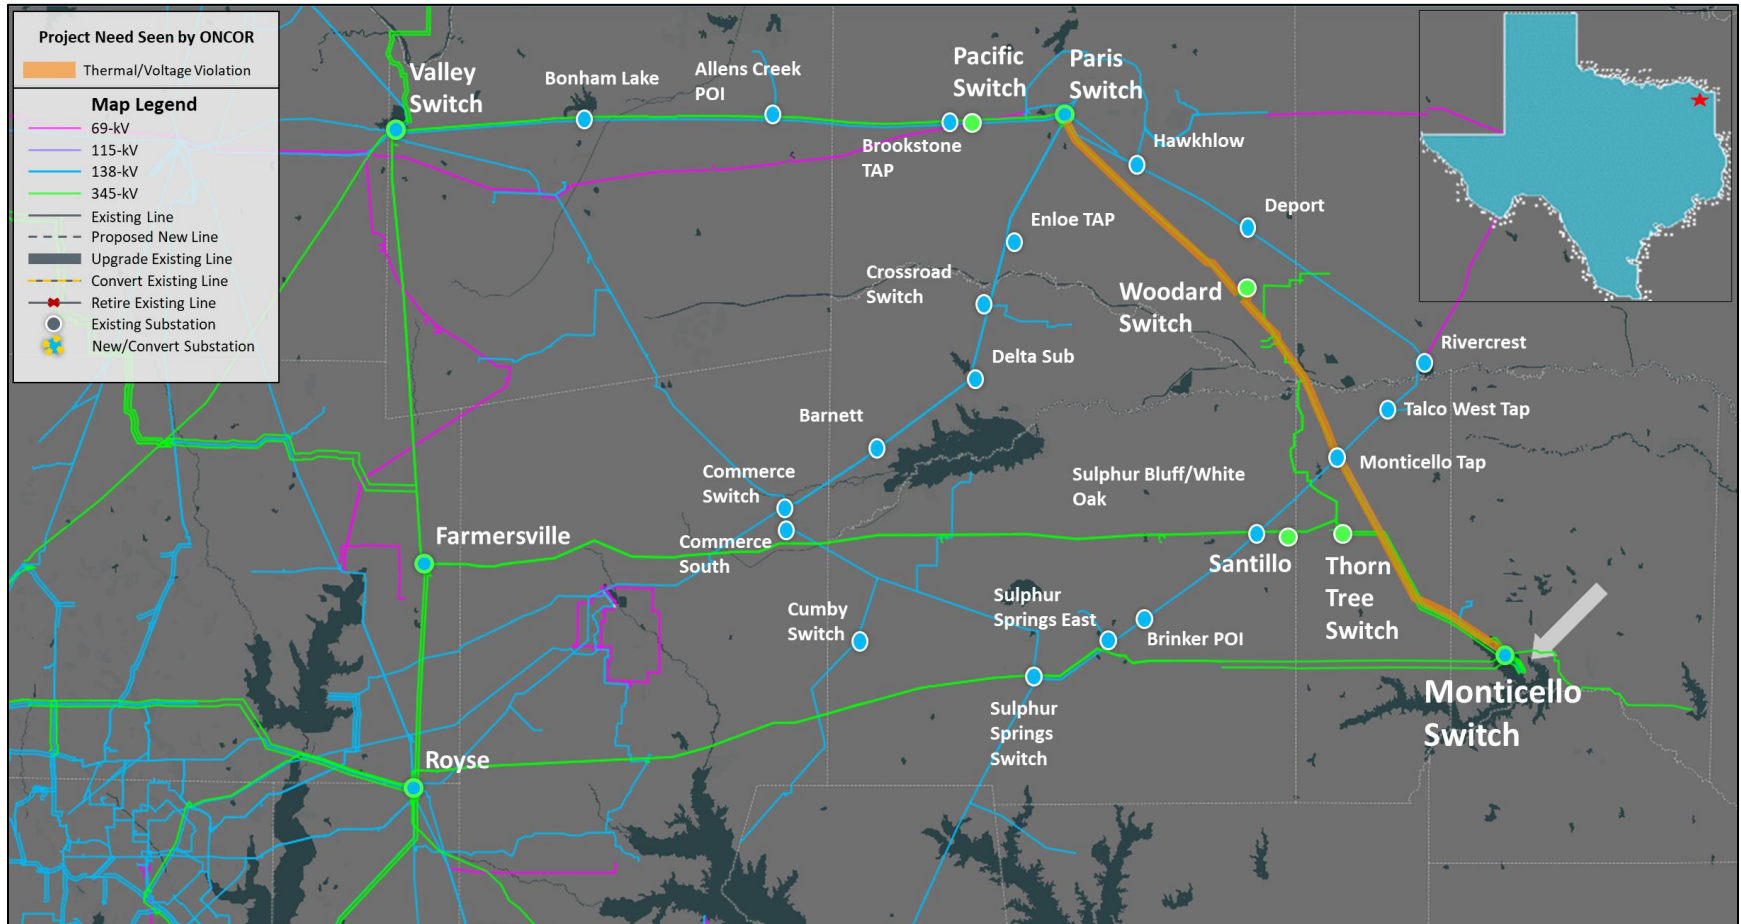 Project Need Seen by ONCOR
Thermal/Voltage Violation
Map Legend
69-kV
115-kV
138-kV
345-kV
Existing Line
Proposed New Line
Upgrade Existing Line
Convert Existing Line
Retire Existing Line
Existing Substation
New/Convert Substation
Valley
Switch
Bonham Lake
Allens Creek
POI
Pacific
Switch
Paris
Switch
Brookstone
TAP
Hawkhlow
Enloe TAP
Deport
Crossroad
Switch
Woodard
Switch
Delta Sub
Rivercrest
Barnett
Talco West Tap
Commerce
Switch
Sulphur Bluff/White
Oak
Monticello Tap
Farmersville
Commerce
South
Santillo
Thorn
Tree
Switch
Cumby
Switch
Sulphur
Springs East
Brinker POI
Monticello
Switch
Sulphur
Springs
Switch
Royse